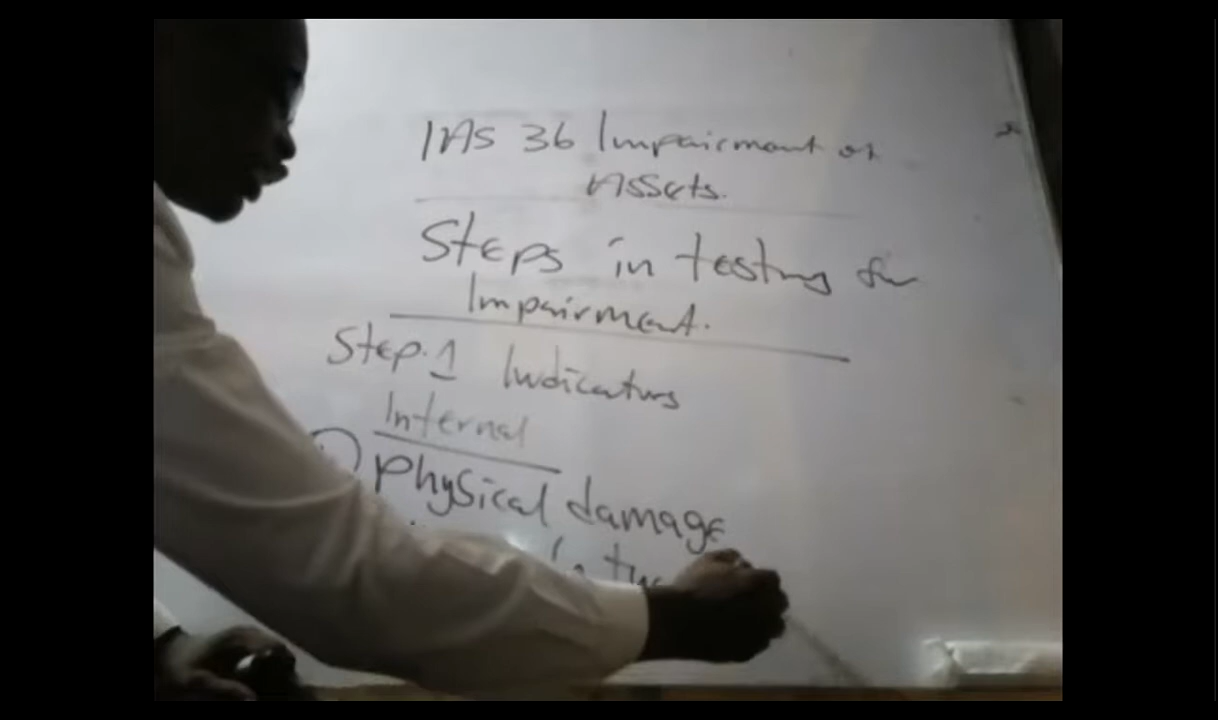 IAS 36 Impairment of
Assets.
Steps in testing for
Impairment.
Step.1 Indicators
Internal
Physical damage